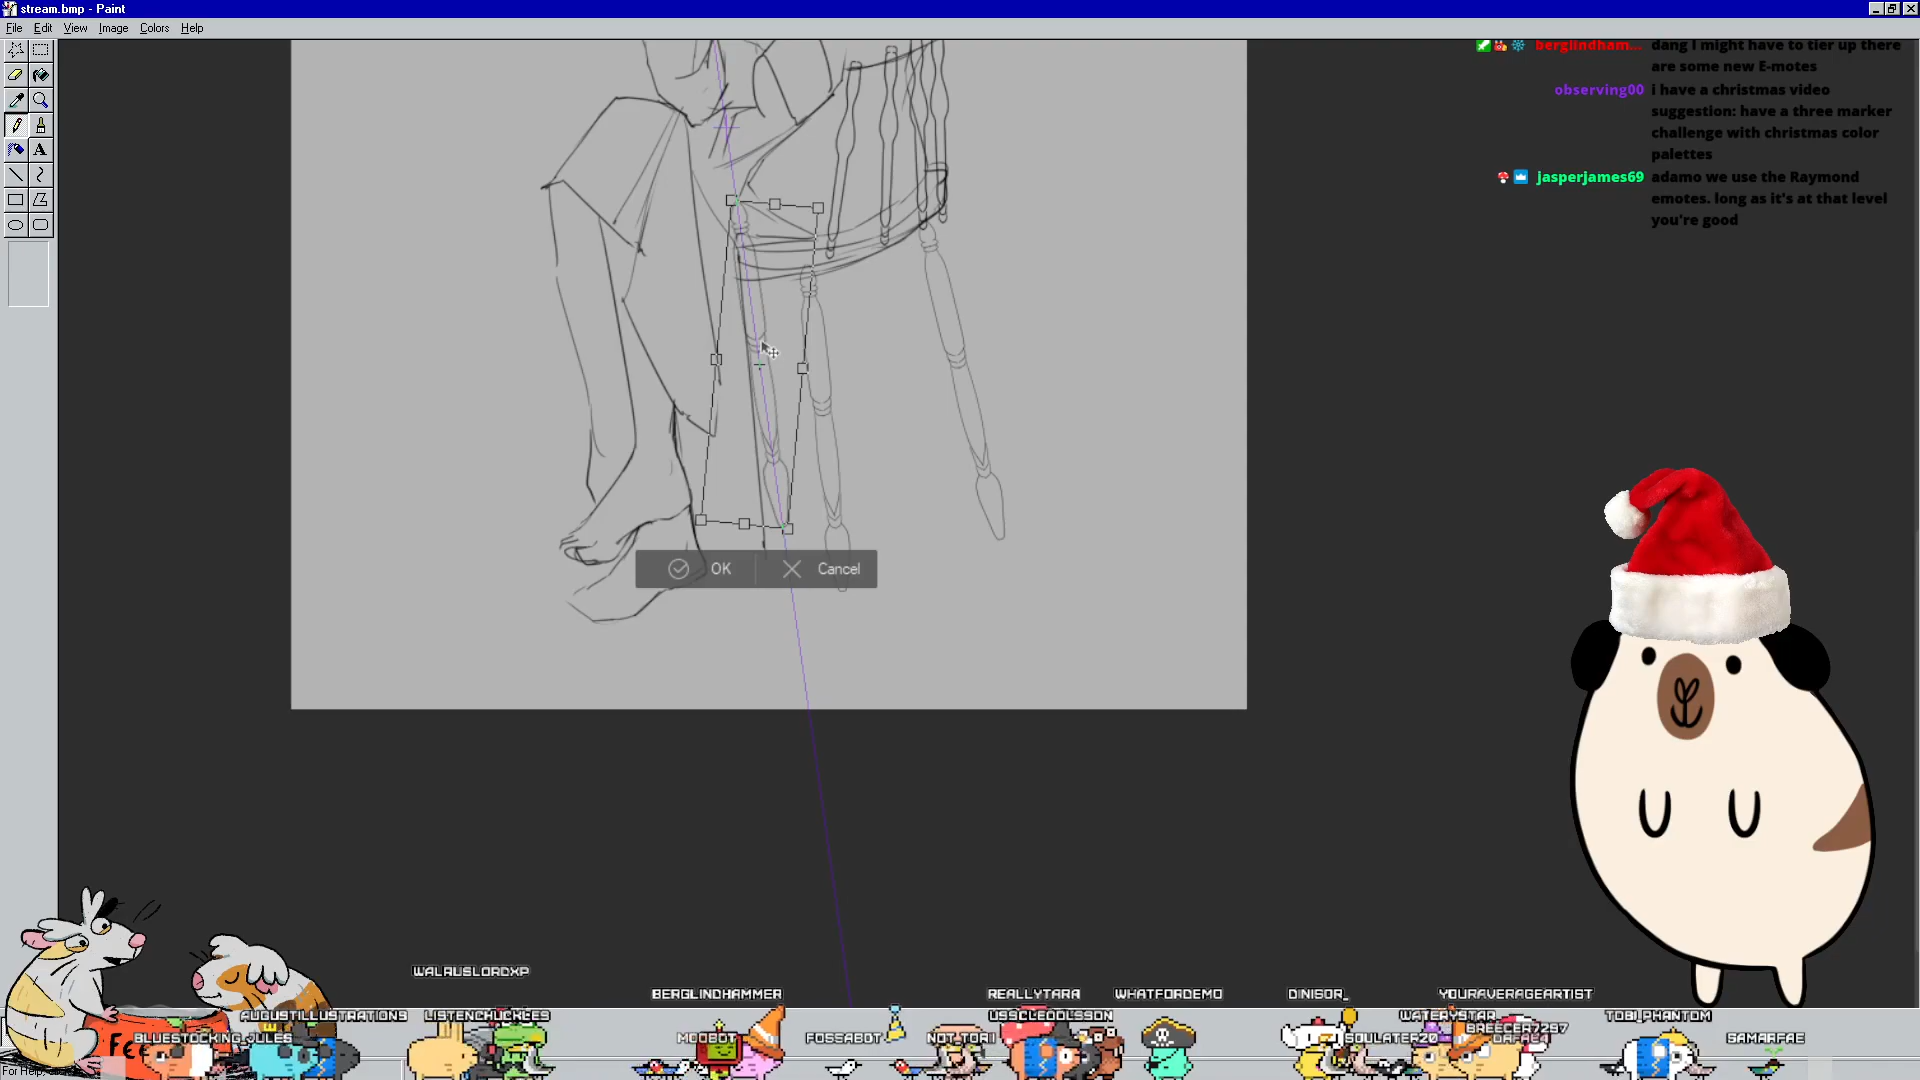 stream.bmp - Paint
File Edit View Image Colors Help
berglindham... dang I might have to tier up there
are some new E-motes
observing00 i have a christmas video
suggestion: have a three marker
challenge with christmas color
palettes
jasperjames69 adamo we use the Raymond
emotes. long as it's at that level
you're good
A
OK Cancel
WALRUSLORDXP
BERGLINDHAMMER REALLYTARA WHATFORDEMO DINISOR_ YOURAVERAGEARTIST
AUGUSTILLUSTRATIONS LISTENCHUCKLES USSCLEOOLSSON WATERYSTAR TOBI_PHANTOM
BREECER7297
BLUESTOCKING_JULES MOOBOT FOSSABOT NOT_TORII SOULATER20 SAMARFAE
FEE
For Help,